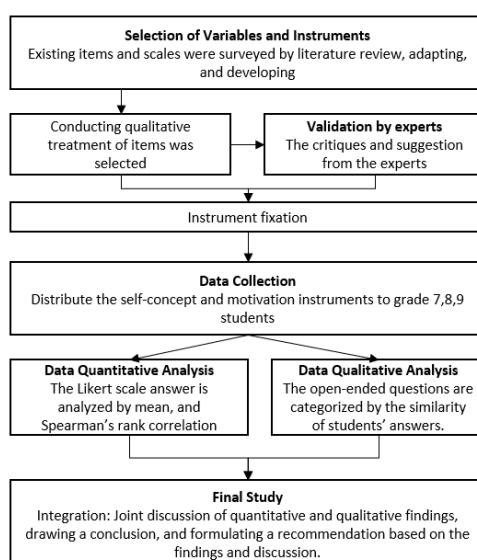 Selection of Variables and Instruments
Existing items and scales were surveyed by literature review, adapting,
and developing
Conducting qualitative
treatment of items was
selected
Validation by experts
The critiques and suggestion
from the experts
Instrument fixation
Data Collection
Distribute the self-concept and motivation instruments to grade 7,8,9
students
Data Quantitative Analysis
The Likert scale answer is
analyzed by mean, and
Spearman's rank correlation
Data Qualitative Analysis
The open-ended questions are
categorized by the similarity
of students' answers.
Final Study
Integration: Joint discussion of quantitative and qualitative findings,
drawing a conclusion, and formulating a recommendation based on the
findings and discussion.